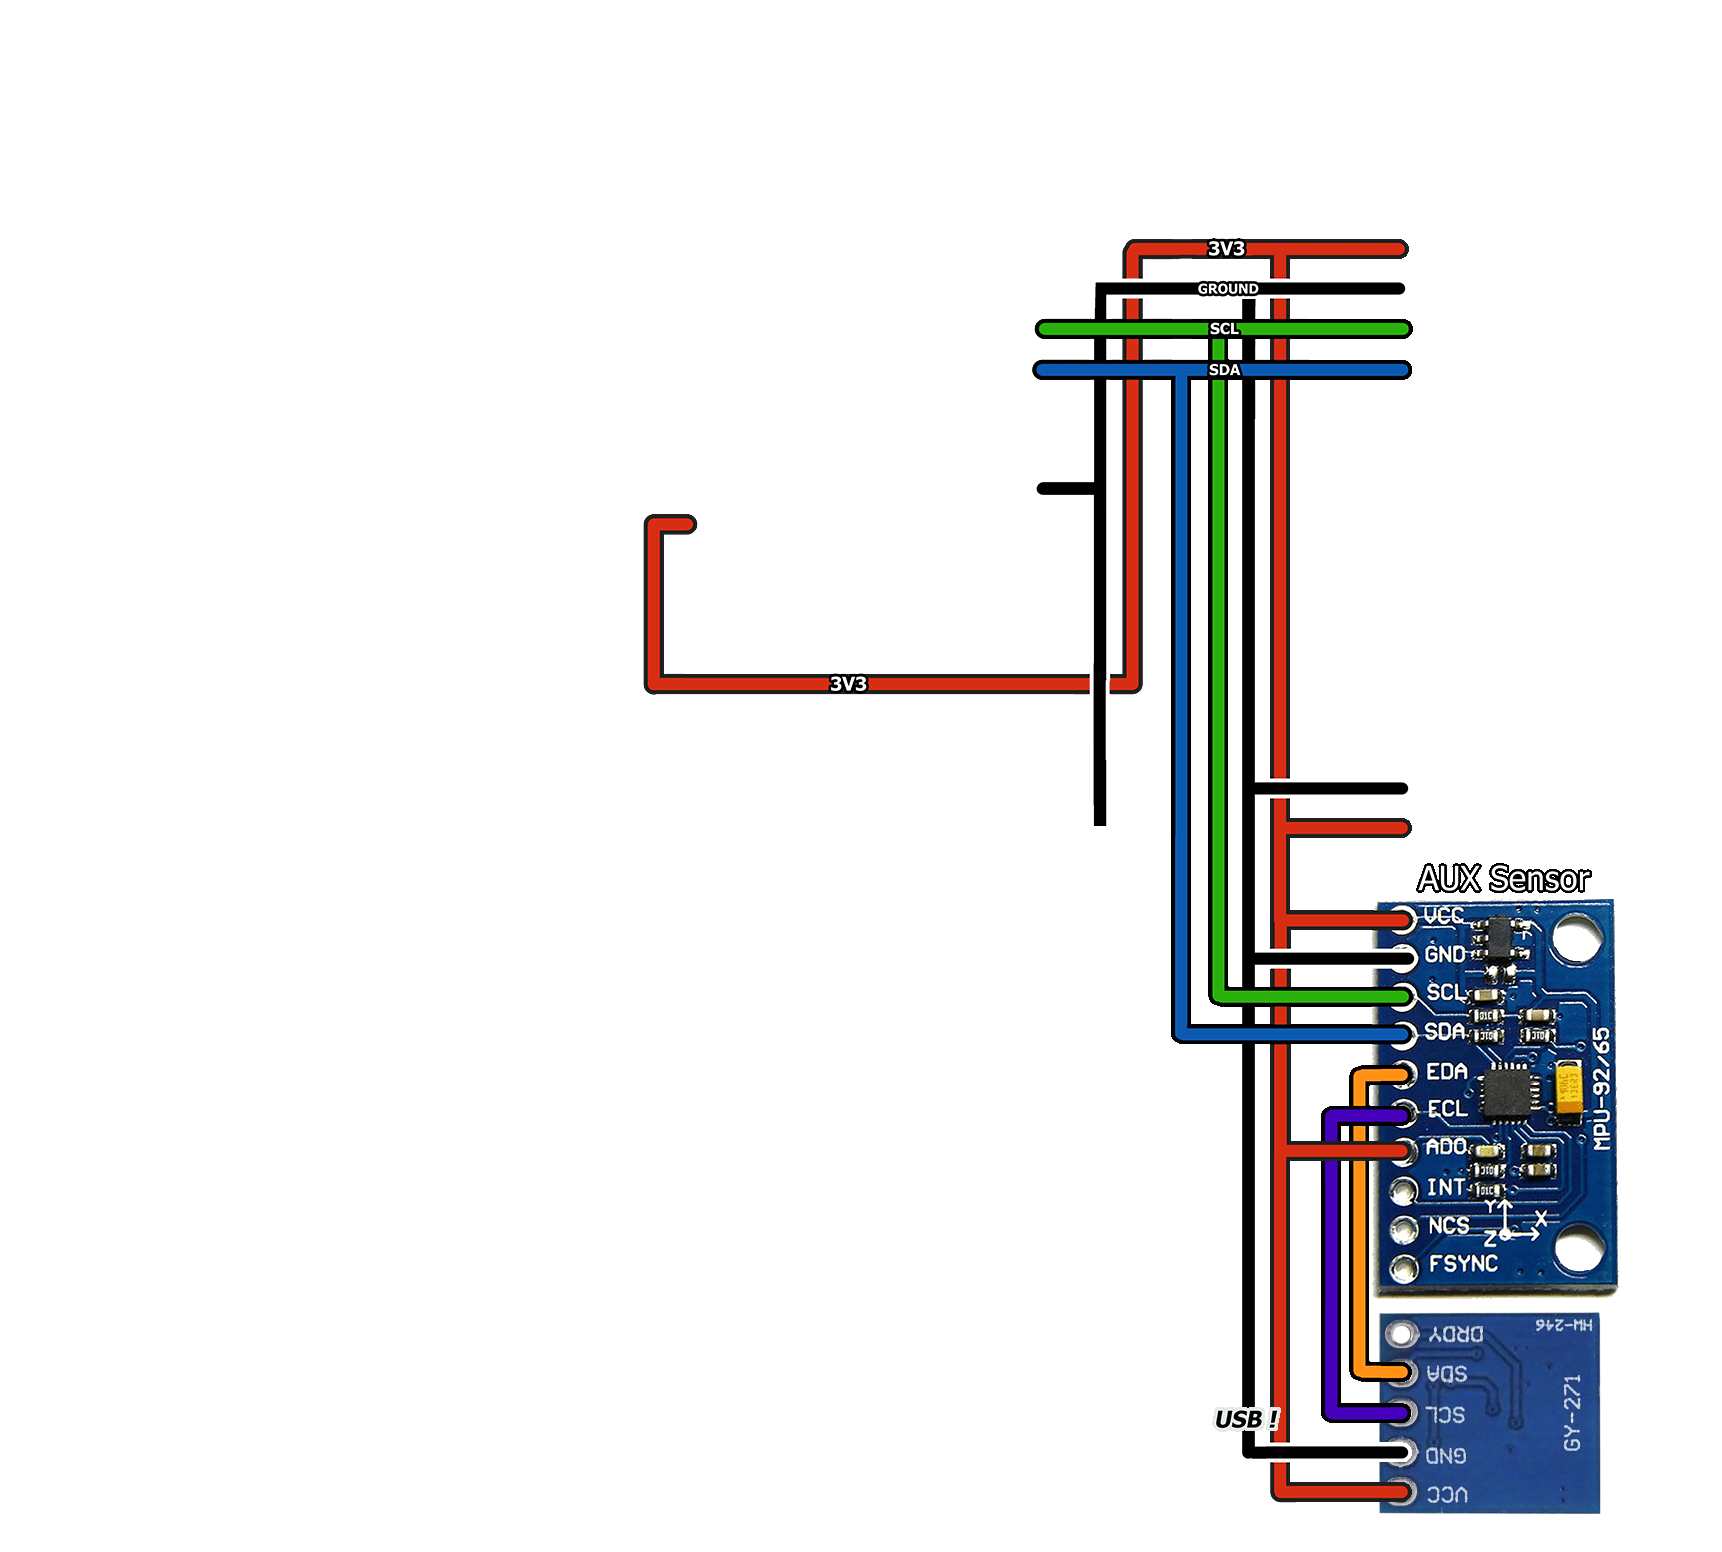 3V3
GROUND
SCL
SDA
3V3
AUX Sensor
VCC
GND
SCL
SDA
EDA
ECL
ADO
INT
NCS
FSYNC
MPU-92/65
Y
X
Z
HW-246
DRDY
SDA
SCL
GND
VCC
GY-271
USB !